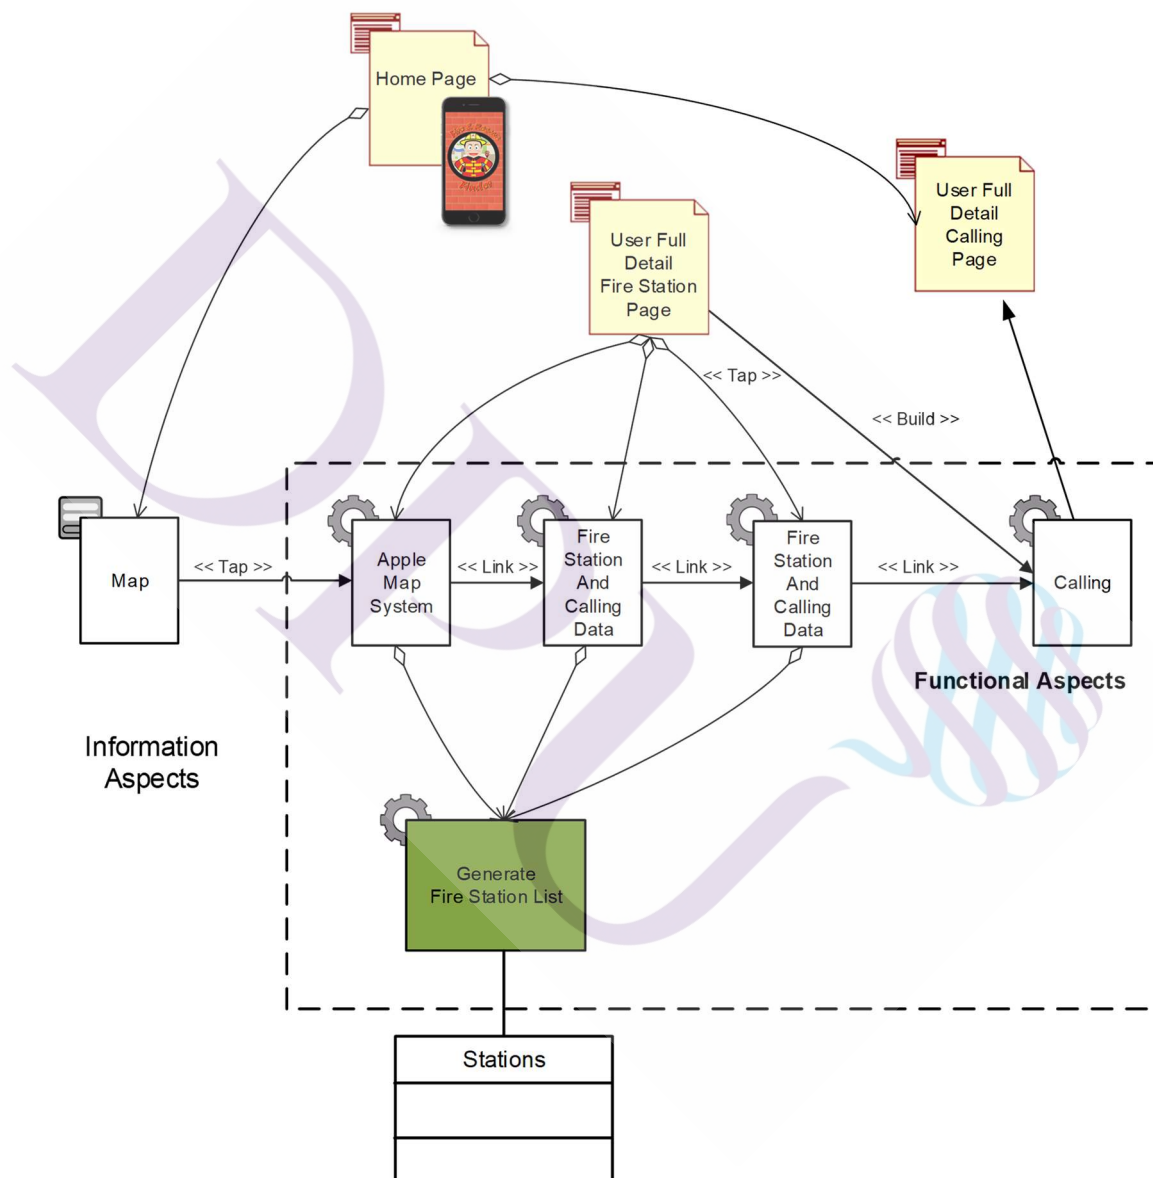 Home Page
User Full
Detail
Calling
Page
User Full
Detail
Fire Station
Page
<< Tap >>
<< Build >>
Map
<< Tap >>
Apple
Map
System
<< Link >>
Fire
Station
And
Calling
Data
<< Link >>
Fire
Station
And
Calling
Data
<< Link >>
Calling
Functional Aspects
Information
Aspects
Generate
Fire Station List
Stations
DPU